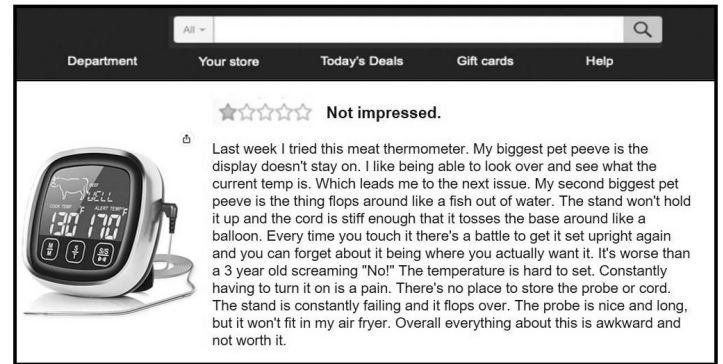 All
Department Your store Today's Deals Gift cards Help
Not impressed.
Last week I tried this meat thermometer. My biggest pet peeve is the
display doesn't stay on. I like being able to look over and see what the
current temp is. Which leads me to the next issue. My second biggest pet
peeve is the thing flops around like a fish out of water. The stand won't hold
it up and the cord is stiff enough that it tosses the base around like a
balloon. Every time you touch it there's a battle to get it set upright again
and you can forget about it being where you actually want it. It's worse than
a 3 year old screaming "No!" The temperature is hard to set. Constantly
having to turn it on is a pain. There's no place to store the probe or cord.
The stand is constantly failing and it flops over. The probe is nice and long,
but it won't fit in my air fryer. Overall everything about this is awkward and
not worth it.
BEEF
WELL
COOK TEMP ALERT TEMP
130 °F 170 °F